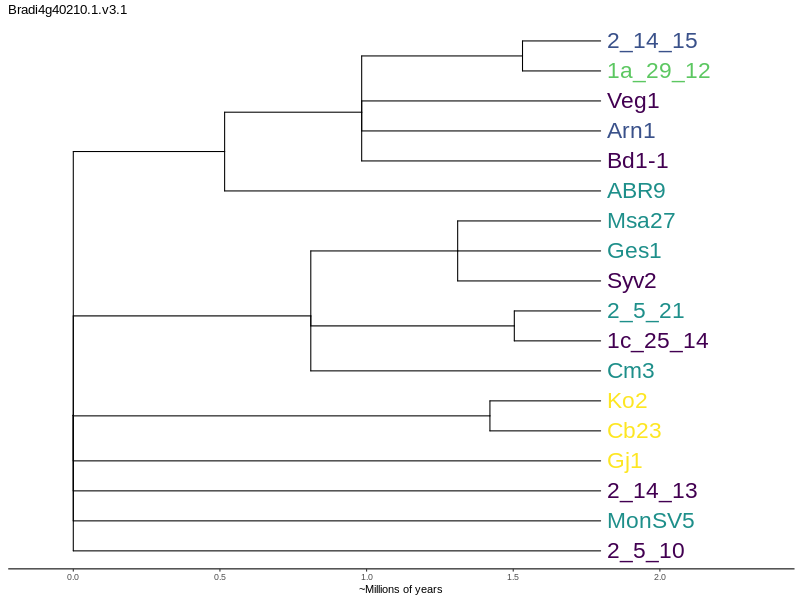 Bradi4g40210.1.v3.1
2_14_15
1a_29_12
Veg1
Arn1
Bd1-1
ABR9
Msa27
Ges1
Syv2
2_5_21
1c_25_14
Cm3
Ko2
Cb23
Gj1
2_14_13
MonSV5
2_5_10
0.0 0.5 1.0 1.5 2.0
~Millions of years